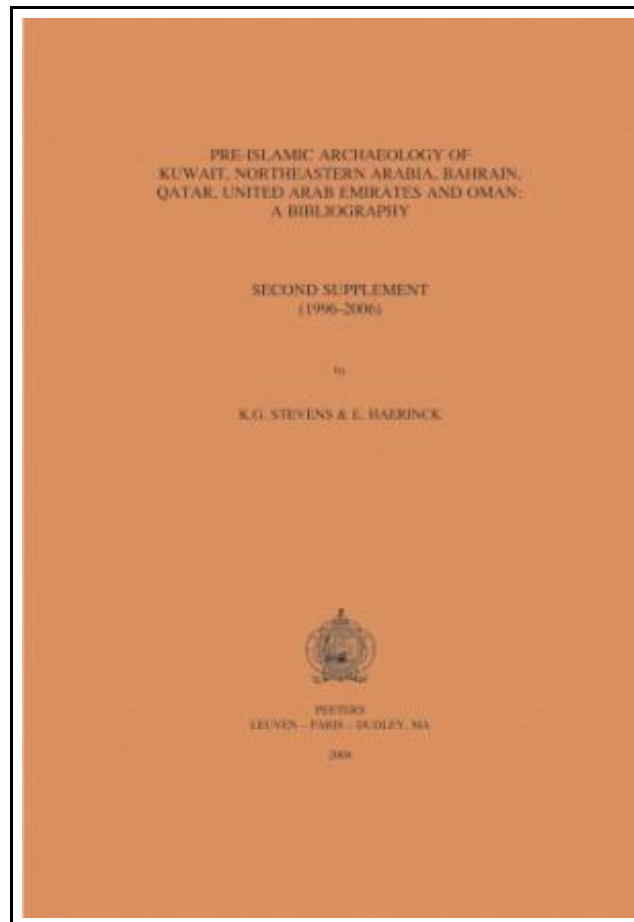 PRE-ISLAMIC ARCHAEOLOGY OF
KUWAIT, NORTHEASTERN ARABIA, BAHRAIN,
QATAR, UNITED ARAB EMIRATES AND OMAN:
A BIBLIOGRAPHY
SECOND SUPPLEMENT
(1996-2006)
by
K.G. STEVENS & E. HAERINCK
PEETERS
LEUVEN – PARIS – DUDLEY, MA